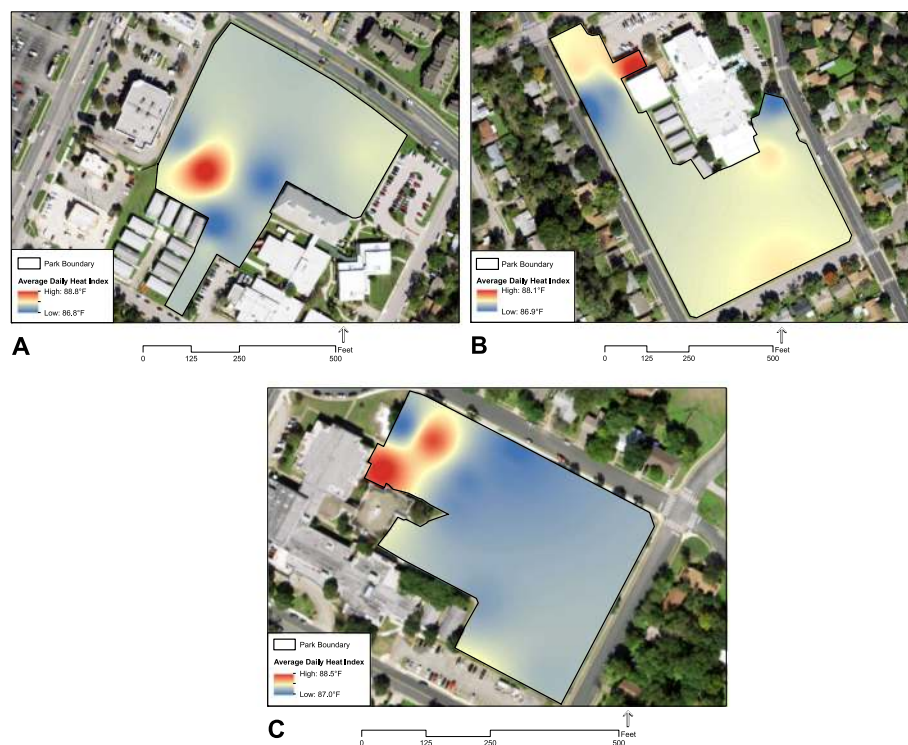 Park Boundary
Average Daily Heat Index
High: 88.8°F
Low: 86.8°F
A
Feet
0 125 250 500
Park Boundary
Average Daily Heat Index
High: 88.1°F
Low: 86.9°F
B
Feet
0 125 250 500
Park Boundary
Average Daily Heat Index
High: 88.5°F
Low: 87.0°F
C
Feet
0 125 250 500